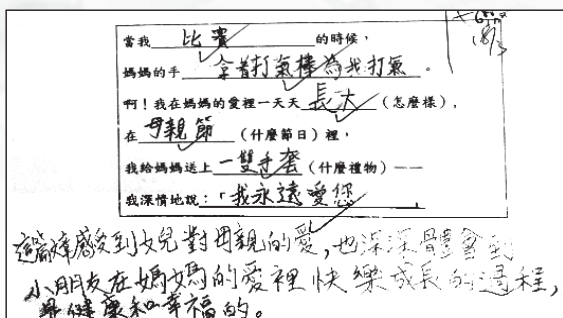 當我 比賽 的時候，
媽媽的手 拿着打氣棒為我打氣。
啊！我在媽媽的愛裡一天天 長大 （怎麼樣），
在 母親節 （什麼節日）裡，
我給媽媽送上 一雙手套 （什麼禮物）——
我深情地說：「我永遠愛您」
這篇 感受到女兒對母親的愛，也深深體會到
小朋友在媽媽的愛裡快樂成長的過程，
是健康和幸福的。